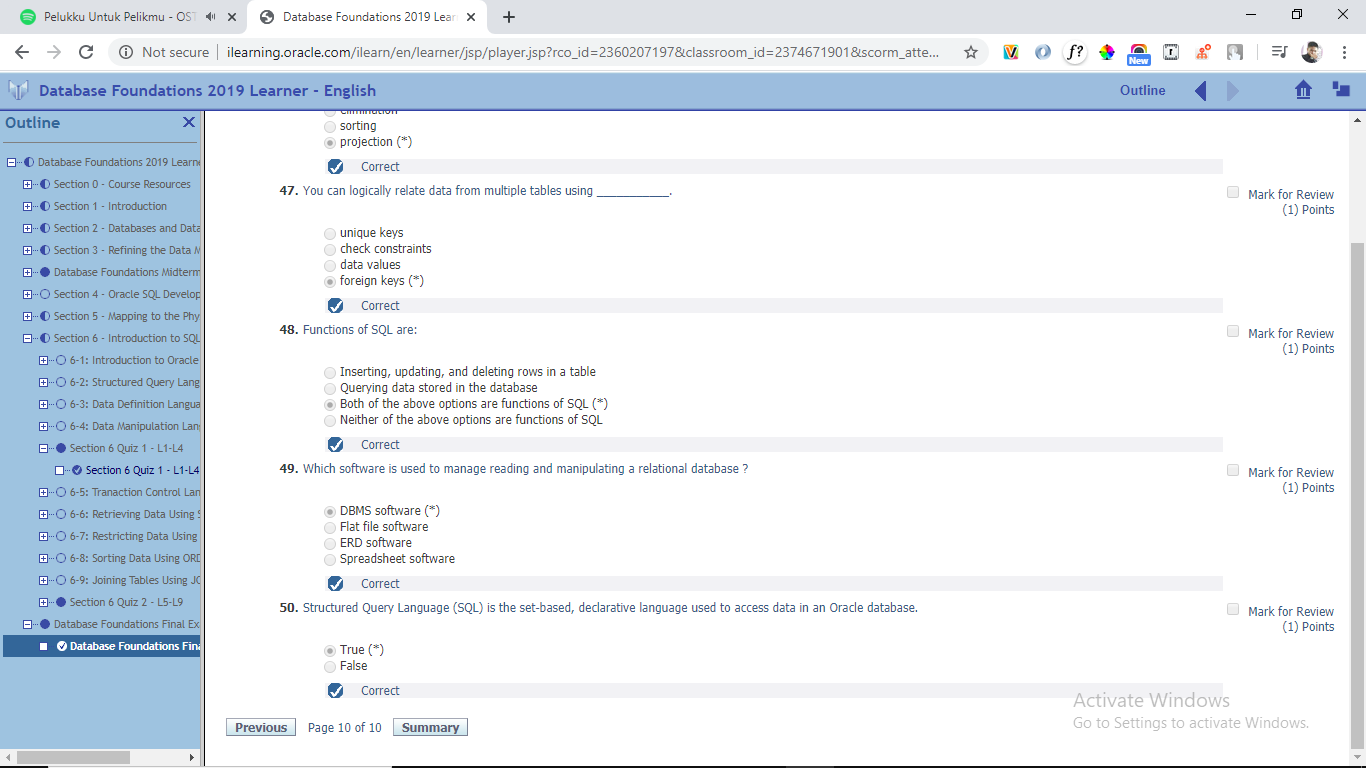 Pelukku Untuk Pelikmu - OST
Database Foundations 2019 Lear
Not secure
ilearning.oracle.com/ilearn/en/learner/jsp/player.jsp?rco_id=2360207197&classroom_id=2374671901&scorm_atte...
f?
New
Database Foundations 2019 Learner - English
Outline
Outline
Database Foundations 2019 Learne
Section 0 - Course Resources
Section 1 - Introduction
Section 2 - Databases and Data
Section 3 - Refining the Data M
Database Foundations Midterm
Section 4 - Oracle SQL Develop
Section 5 - Mapping to the Phy
Section 6 - Introduction to SQL
6-1: Introduction to Oracle
6-2: Structured Query Lang
6-3: Data Definition Langua
6-4: Data Manipulation Lan
Section 6 Quiz 1 - L1-L4
Section 6 Quiz 1 - L1-L4
6-5: Tranaction Control Lan
6-6: Retrieving Data Using S
6-7: Restricting Data Using
6-8: Sorting Data Using ORD
6-9: Joining Tables Using JO
Section 6 Quiz 2 - L5-L9
Database Foundations Final Ex
Database Foundations Fina
elimination
sorting
projection (*)
Correct
47. You can logically relate data from multiple tables using ___________.
Mark for Review
(1) Points
unique keys
check constraints
data values
foreign keys (*)
Correct
48. Functions of SQL are:
Mark for Review
(1) Points
Inserting, updating, and deleting rows in a table
Querying data stored in the database
Both of the above options are functions of SQL (*)
Neither of the above options are functions of SQL
Correct
49. Which software is used to manage reading and manipulating a relational database ?
Mark for Review
(1) Points
DBMS software (*)
Flat file software
ERD software
Spreadsheet software
Correct
50. Structured Query Language (SQL) is the set-based, declarative language used to access data in an Oracle database.
Mark for Review
(1) Points
True (*)
False
Correct
Previous Page 10 of 10 Summary
Activate Windows
Go to Settings to activate Windows.